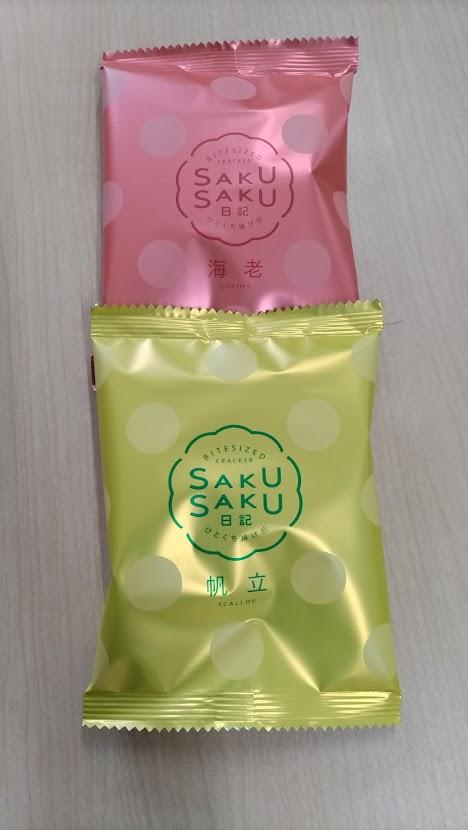 BITESIZED
CRACKER
SAKU
SAKU
日記
ひとくち揚げ煎
海老
SHRIMP
BITESIZED
CRACKER
SAKU
SAKU
日記
ひとくち揚げ煎
帆立
SCALLOP